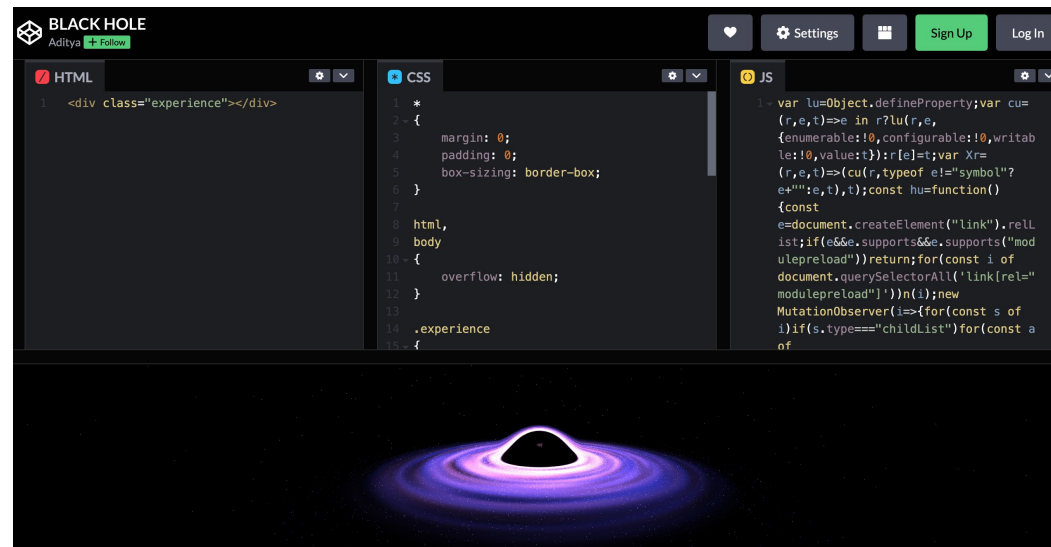 BLACK HOLE
Aditya + Follow
Settings
Sign Up
Log In
HTML
1 <div class="experience"></div>
CSS
1 *
2 {
3 margin: 0;
4 padding: 0;
5 box-sizing: border-box;
6 }
7
8 html,
9 body
10 {
11 overflow: hidden;
12 }
13
14 .experience
15 {
JS
1 var lu=Object.defineProperty;var cu=
(r,e,t)=>e in r?lu(r,e,
{enumerable:!0,configurable:!0,writab
le:!0,value:t}):r[e]=t;var Xr=
(r,e,t)=>(cu(r,typeof e!="symbol"?
e+"":e,t),t);const hu=function()
{const
e=document.createElement("link").relL
ist;if(e&&e.supports&&e.supports("mod
ulepreload"))return;for(const i of
document.querySelectorAll('link[rel="
modulepreload"]'))n(i);new
MutationObserver(i=>{for(const s of
i)if(s.type==="childList")for(const a
of